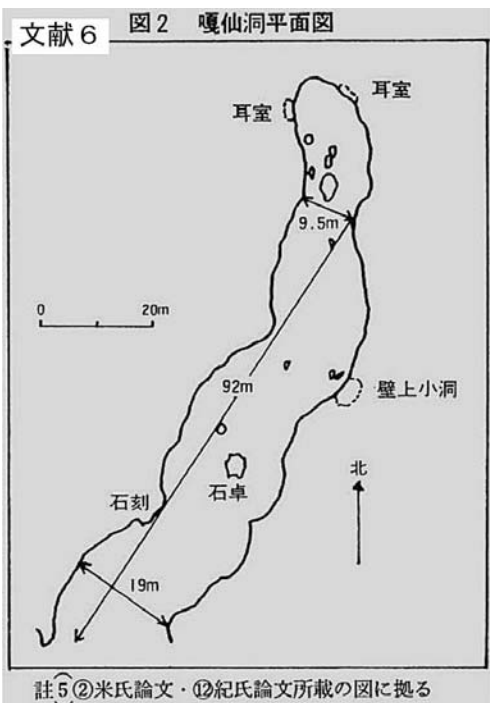 文献6
図2 嘎仙洞平面図
耳室
耳室
9.5m
0 20m
92m
壁上小洞
北
石卓
石刻
19m
註5②米氏論文・⑫紀氏論文所載の図に拠る